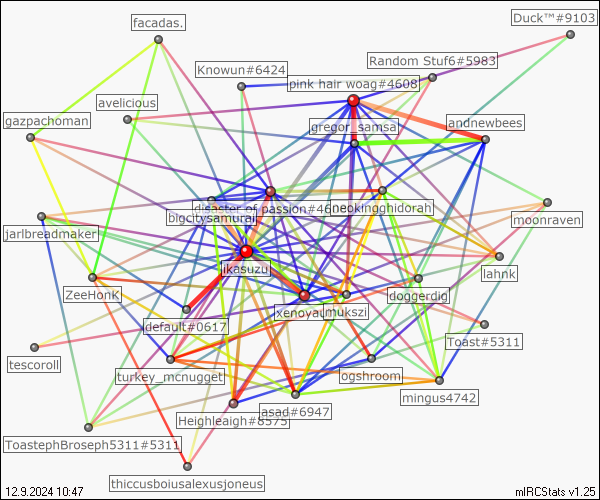 Duck™#9103
facadas.
Random Stuf6#5983
Knowun#6424
pink hair woag#4608
avelicious
gazpachoman
gregor_samsa
andnewbees
disaster of passion#46
neokingghidorah
bigcitysamurai
moonraven
jarlbreadmaker
jikasuzu
lahnk
doggerdig
ZeeHonK
xenova
mukszi
default#0617
Toast#5311
tescoroll
turkey_mcnugget
ogshroom
mingus4742
Heighleaigh#8575
asad#6947
ToastephBroseph5311#5311
thiccusboiusalexusjoneus
12.9.2024 10:47
mIRCStats v1.25